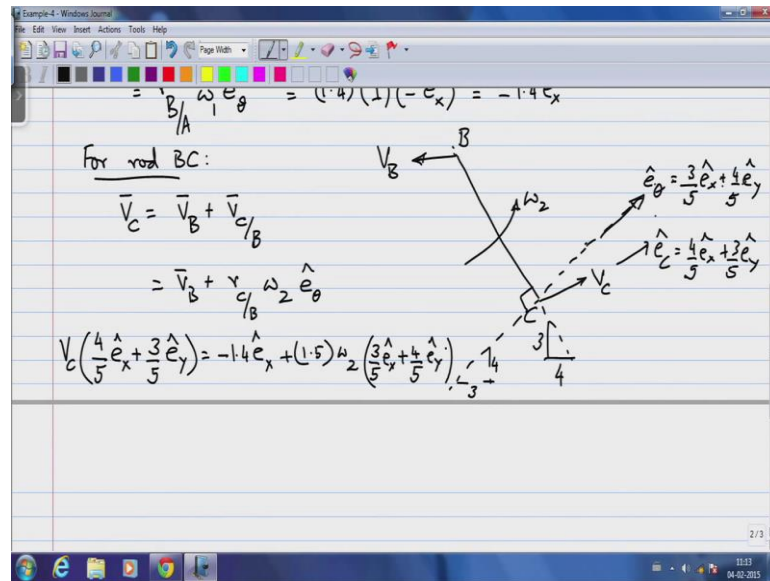 Example-4 - Windows Journal
File Edit View Insert Actions Tools Help
Page Width
= r_{B/A} ω_1 e_θ = (1.4)(1)(-e_x) = -1.4 e_x
For rod BC:
V̄_C = V̄_B + V̄_{C/B}
= V̄_B + r_{C/B} ω_2 ê_θ
V_C (4/5 ê_x + 3/5 ê_y) = -1.4 ê_x + (1.5) ω_2 (3/5 ê_x + 4/5 ê_y)
B
V_B
ω_2
ê_θ = 3/5 ê_x + 4/5 ê_y
ê_C = 4/5 ê_x + 3/5 ê_y
V_C
C
3
4
4
3
2/3
11:13
04-02-2015